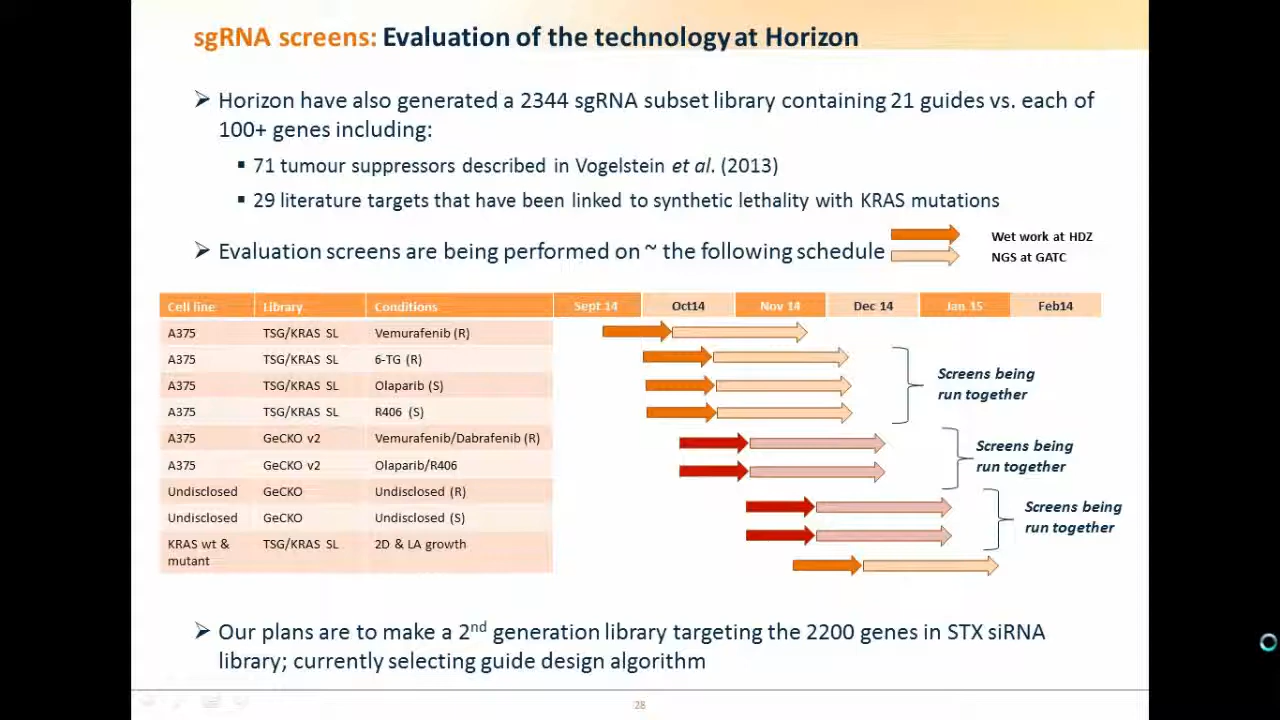 sgRNA screens: Evaluation of the technology at Horizon
➢ Horizon have also generated a 2344 sgRNA subset library containing 21 guides vs. each of
100+ genes including:
▪ 71 tumour suppressors described in Vogelstein et al. (2013)
▪ 29 literature targets that have been linked to synthetic lethality with KRAS mutations
➢ Evaluation screens are being performed on ~ the following schedule
Wet work at HDZ
NGS at GATC
Cell line Library Conditions Sept 14 Oct14 Nov 14 Dec 14 Jan 15 Feb14
A375 TSG/KRAS SL Vemurafenib (R)
A375 TSG/KRAS SL 6-TG (R)
A375 TSG/KRAS SL Olaparib (S)
A375 TSG/KRAS SL R406 (S)
Screens being
run together
A375 GeCKO v2 Vemurafenib/Dabrafenib (R)
A375 GeCKO v2 Olaparib/R406
Screens being
run together
Undisclosed GeCKO Undisclosed (R)
Undisclosed GeCKO Undisclosed (S)
Screens being
run together
KRAS wt & TSG/KRAS SL 2D & LA growth
mutant
➢ Our plans are to make a 2nd generation library targeting the 2200 genes in STX siRNA
library; currently selecting guide design algorithm
28